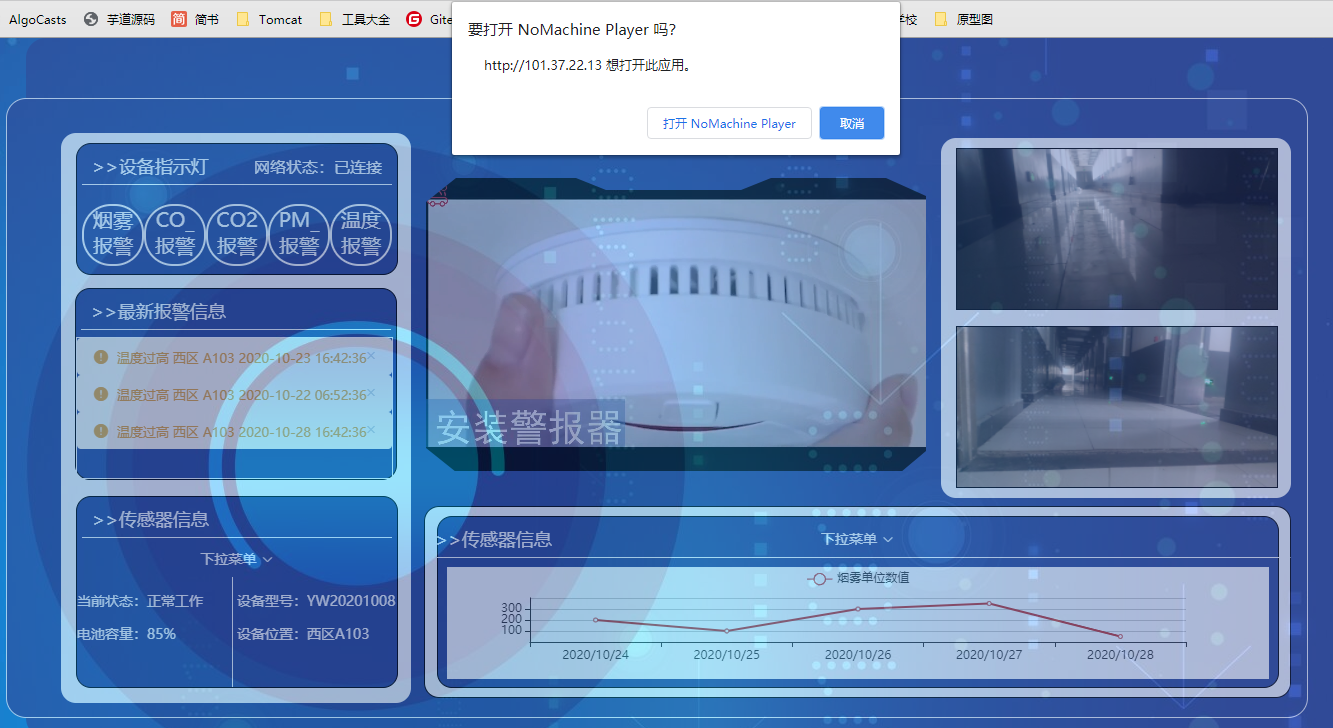 AlgoCasts 芋道源码 简 简书 Tomcat 工具大全 G Gite 学校 原型图
要打开 NoMachine Player 吗?
http://101.37.22.13 想打开此应用。
打开 NoMachine Player 取消
>>设备指示灯 网络状态：已连接
烟雾 CO_ CO2 PM_ 温度
报警 报警 报警 报警 报警
>>最新报警信息
温度过高 西区 A103 2020-10-23 16:42:36
温度过高 西区 A103 2020-10-22 06:52:36
温度过高 西区 A103 2020-10-28 16:42:36
安装警报器
>>传感器信息
下拉菜单
当前状态：正常工作 设备型号：YW20201008
电池容量：85% 设备位置：西区A103
>>传感器信息 下拉菜单
烟雾单位数值
300
200
100
2020/10/24 2020/10/25 2020/10/26 2020/10/27 2020/10/28